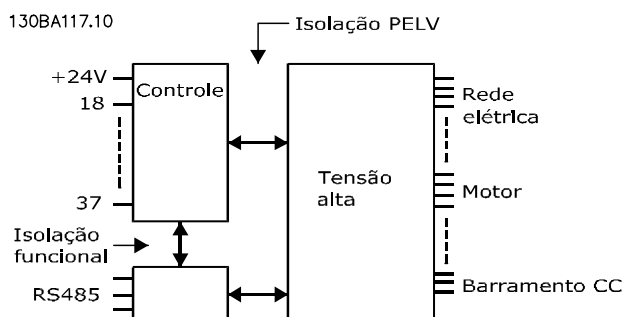 130BA117.10
Isolação PELV
+24V
18
Controle
37
Tensão
alta
Rede
elétrica
Motor
Isolação
funcional
RS485
Barramento CC